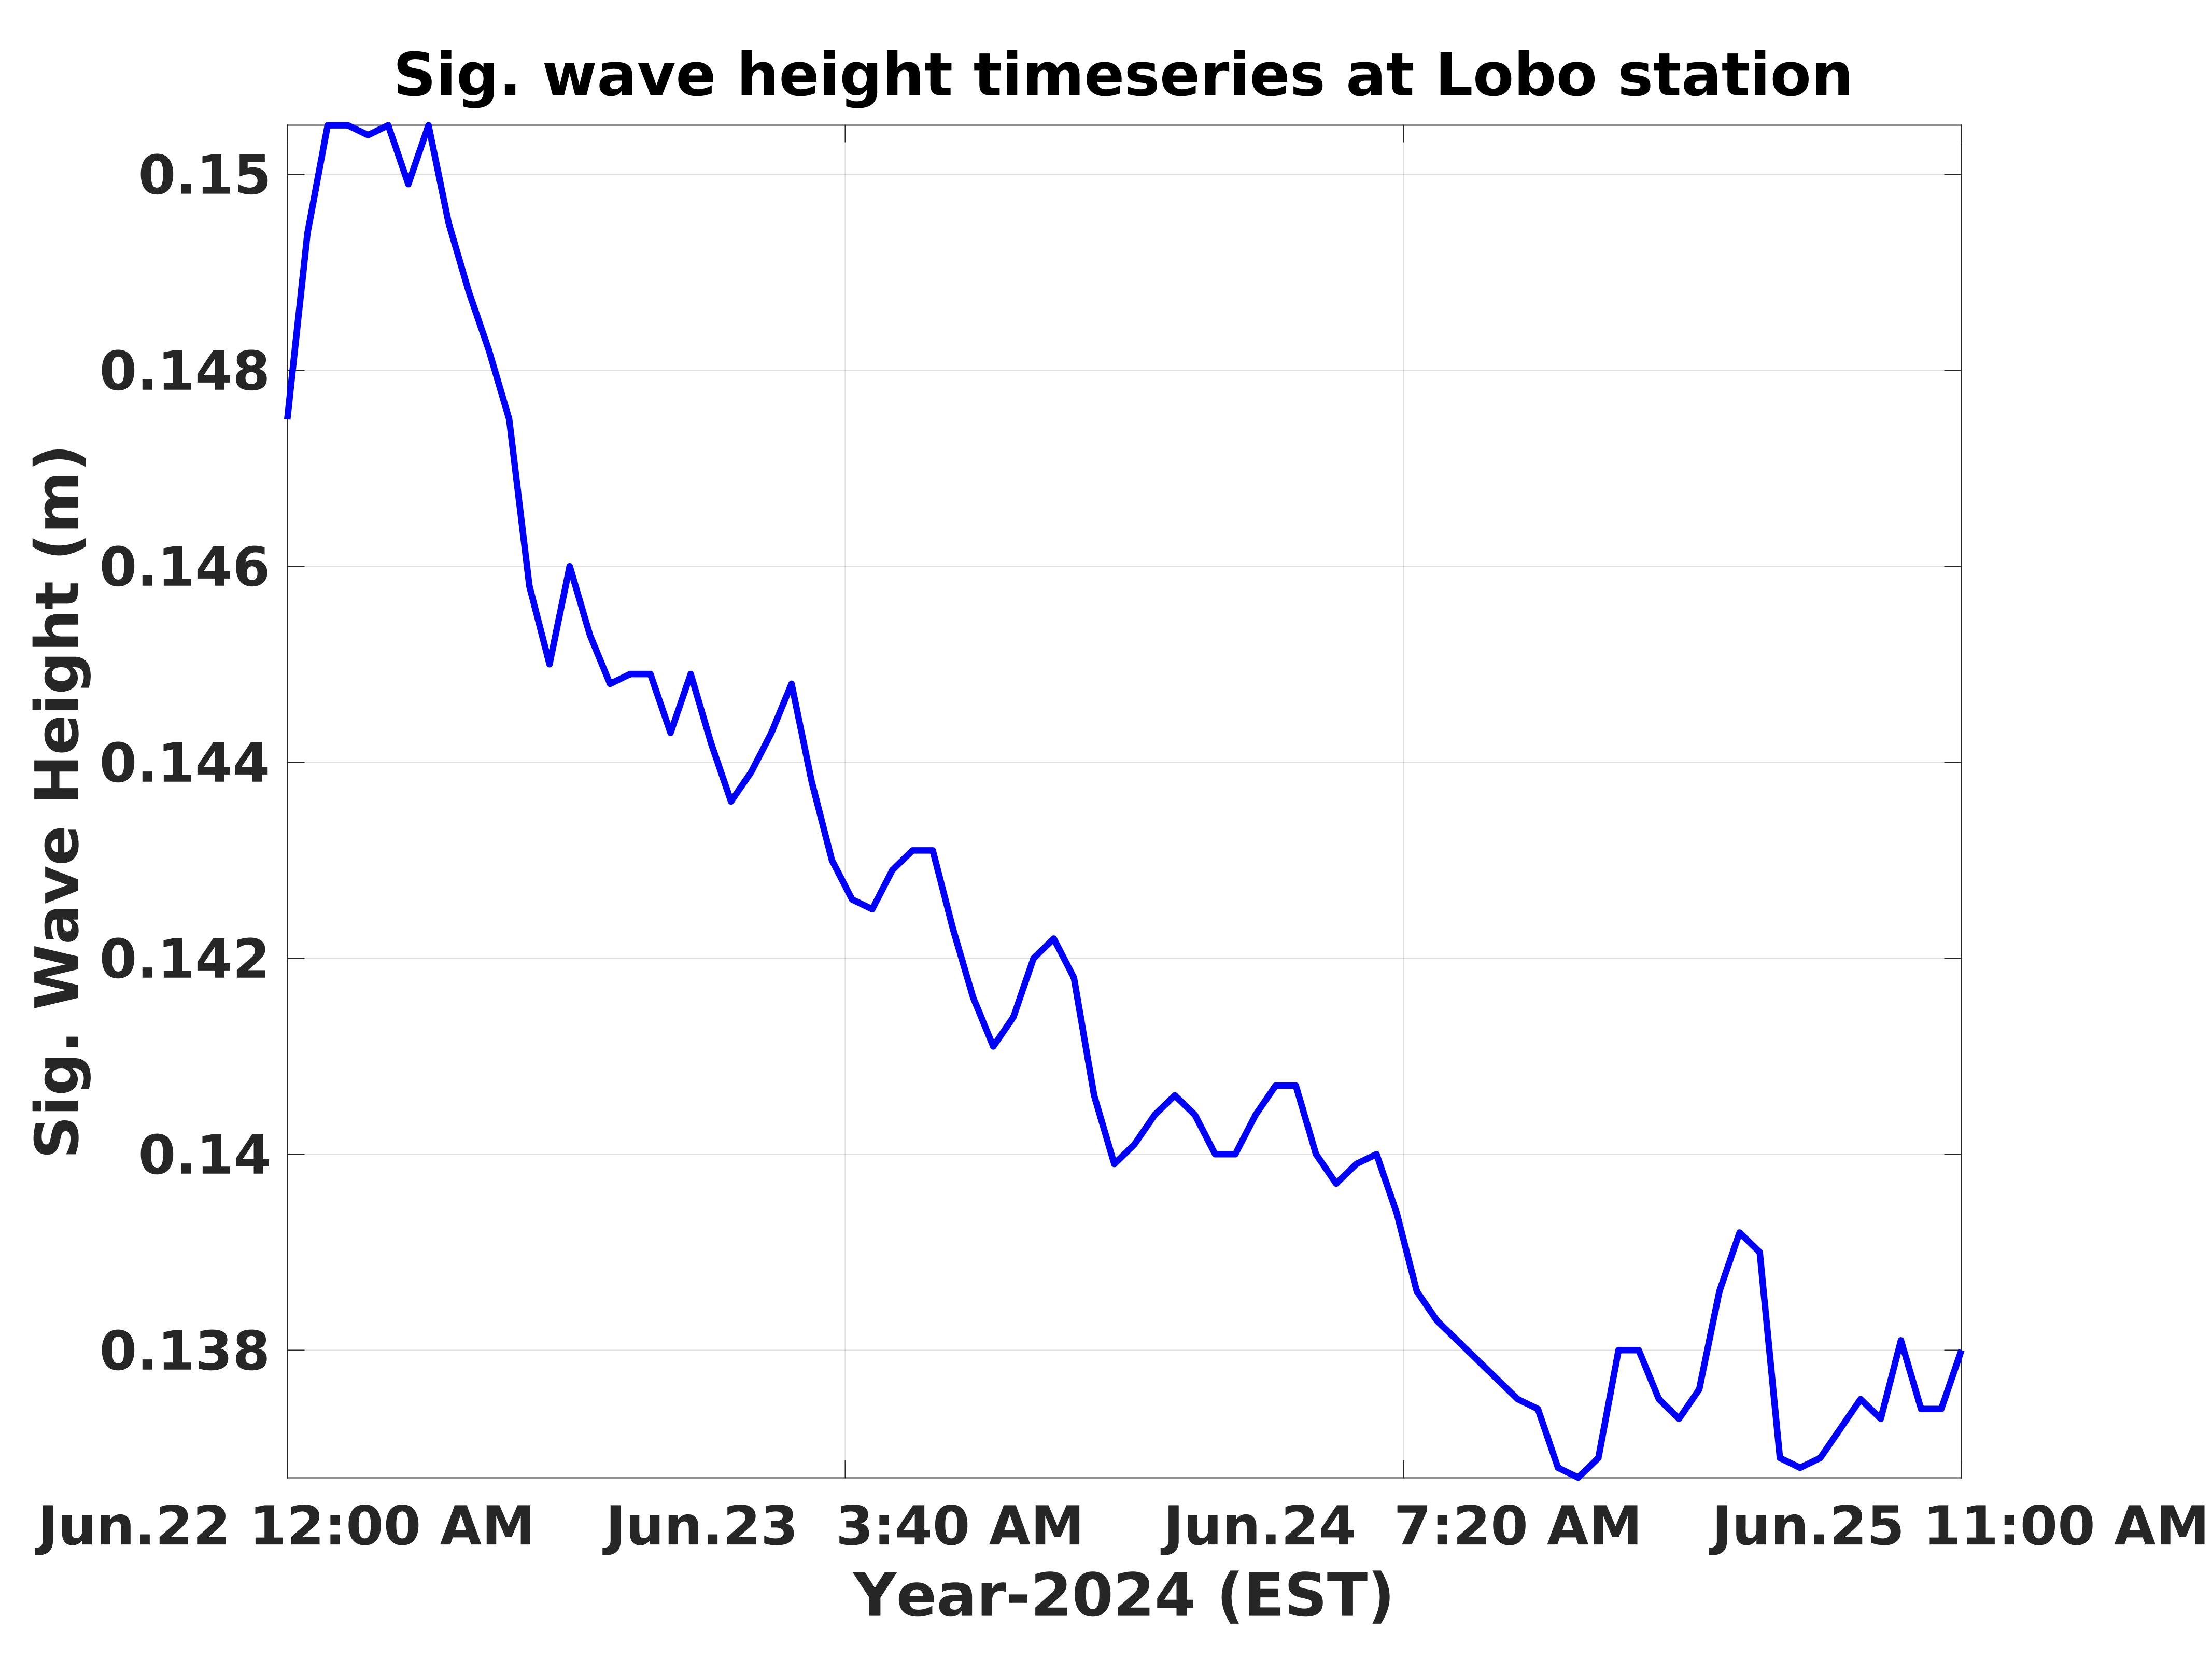 Sig. wave height timeseries at Lobo station
Sig. Wave Height (m)
0.15
0.148
0.146
0.144
0.142
0.14
0.138
Jun.22 12:00 AM Jun.23 3:40 AM Jun.24 7:20 AM Jun.25 11:00 AM
Year-2024 (EST)